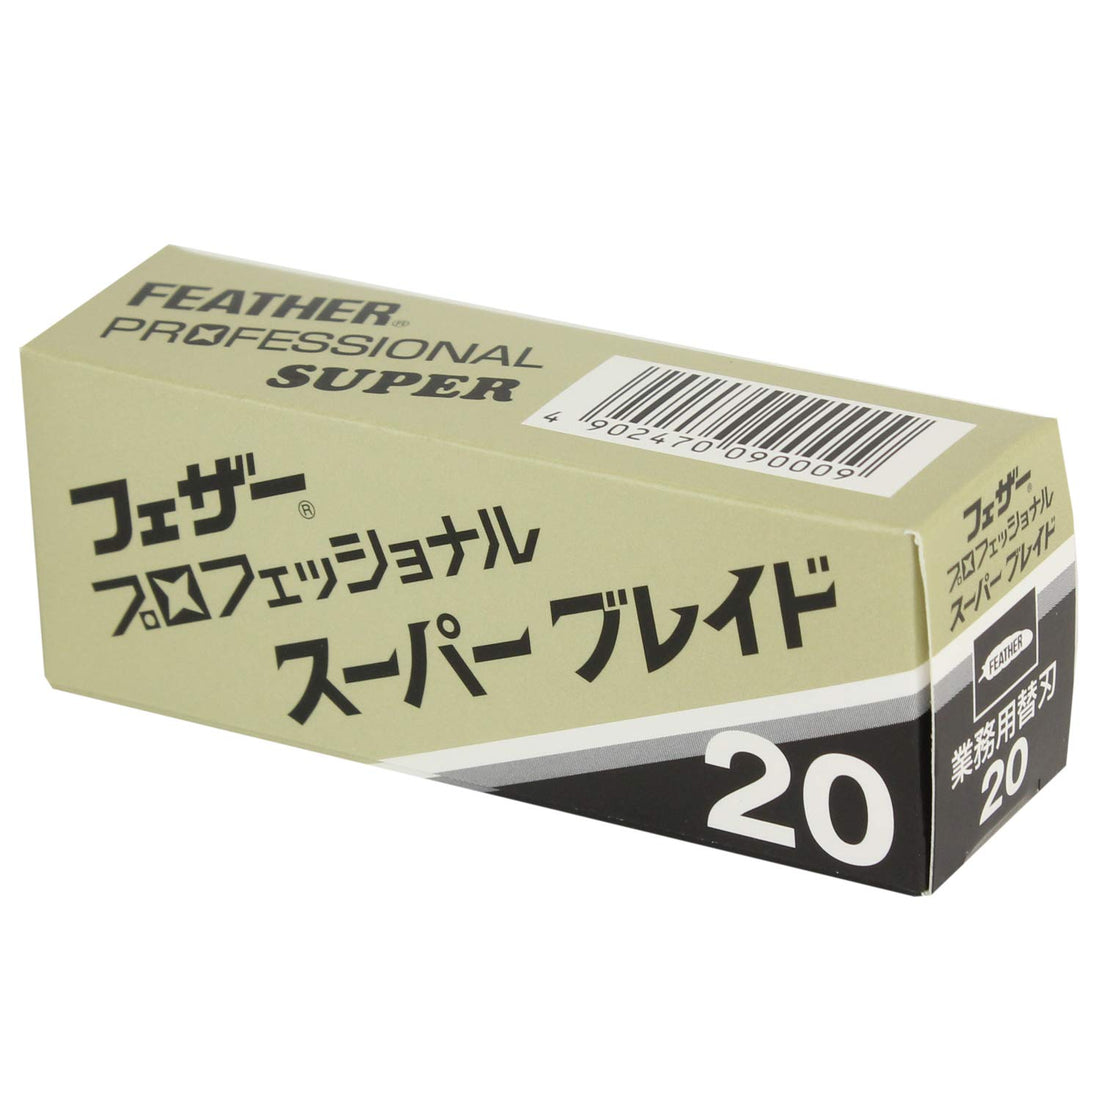 FEATHER®
PROFESSIONAL
SUPER
4 902470 090009
フェザー®
プロフェッショナル
スーパー ブレイド
20
フェザー®
プロフェッショナル
スーパー ブレイド
FEATHER
業務用替刃
20